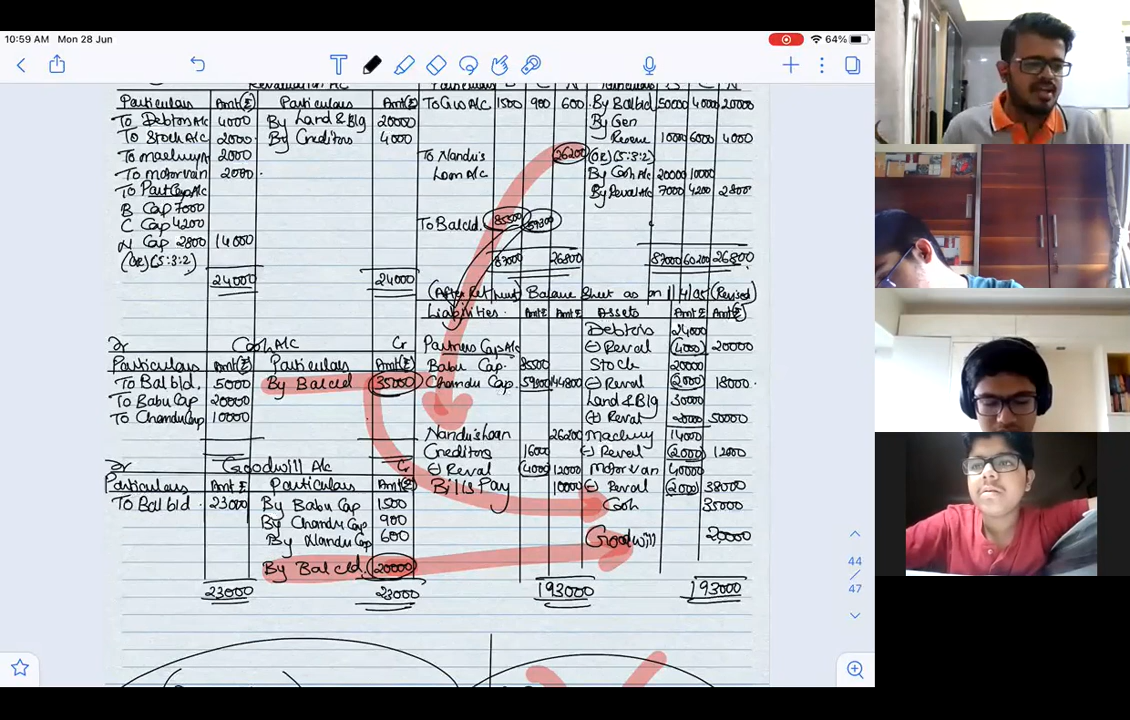 10:59 AM Mon 28 Jun
64%
Revaluation A/C
Particulars Amt(₹) Particulars Amt(₹)
To Debtors A/c 4000 By Land & Blg 20000
To Stock A/c 2000 By Creditors 4000
To machinery A/c 2000
To motorvan 2000
To Part Cap A/c
B Cap 7000
C Cap 4200
N Cap 2800 14000
(OR)(5:3:2)
24000 24000
Particulars B C N Particulars B C N
To G/W A/C 1500 900 600 By Bal b/d 50000 4000 20000
By Gen
Reserve 10000 6000 4000
To Nandu's 26200 (OR)(5:3:2)
Loan A/c By Cash A/c 20000 10000
By Reval A/c 7000 4200 2800
To Bal c/d. 85500 59300
87000 26800 87000 60200 26800
(After Retirement) Balance Sheet as on 1/4/05 (Revised)
Liabilities. Amt ₹ Amt ₹ Assets Amt ₹ Amt ₹
Debtors 24000
Partners Cap A/c (-) Reval (4000) 20000
Babu Cap. 85000 Stock 20000
Chandu Cap. 59300 144800 (-) Reval (2000) 18000
Land & Blg 30000
(+) Reval 2000 50000
Nandu's Loan 26200 Machinery 14000
Creditors 16000 (-) Reval (2000) 12000
(-) Reval (4000) 12000 Motor van 40000
Bills Pay 10000 (-) Reval (2000) 38000
Cash 35000
Goodwill 20000
193000 193000
Dr Cash A/c Cr
Particulars Amt(₹) Particulars Amt(₹)
To Bal b/d. 5000 By Bal c/d 35000
To Babu Cap 20000
To Chandu Cap 10000
Dr Goodwill A/c Cr
Particulars Amt ₹ Particulars Amt(₹)
To Bal b/d 23000 By Babu Cap 1500
By Chandu Cap 900
By Nandu Cap 600
By Bal c/d. 20000
23000 23000
44
/
47